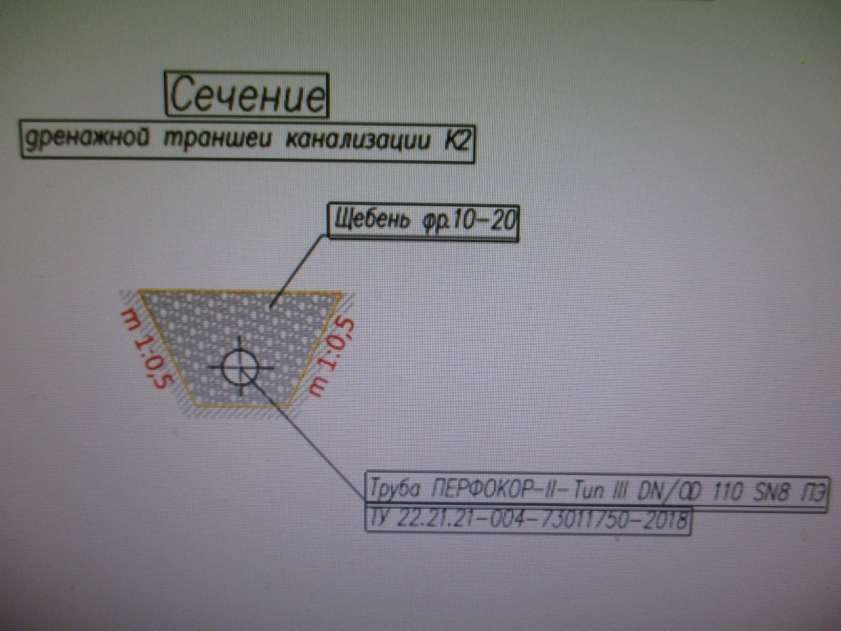 Сечение
дренажной траншеи канализации К2
Щебень фр.10-20
m 1:0,5
m 1:0,5
Труба ПЕРФОКОР-II-Тип III DN/OD 110 SN8 ПЭ
ТУ 22.21.21-004-73011750-2018